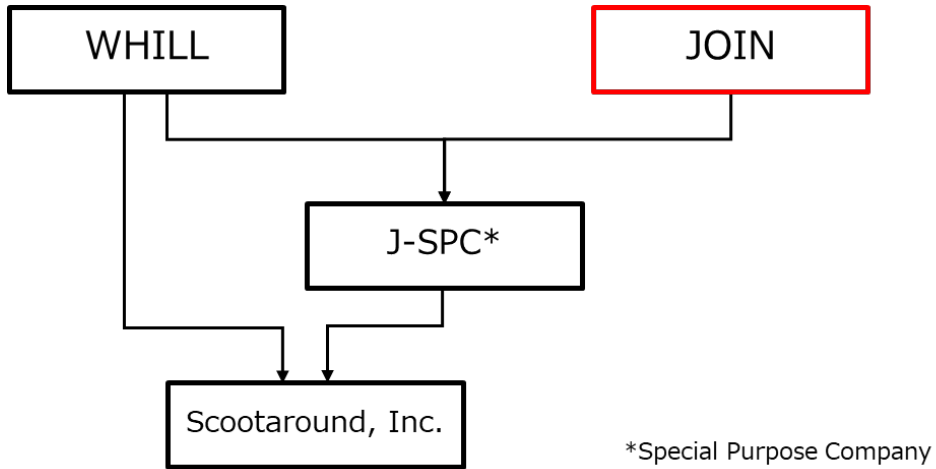 WHILL
JOIN
J-SPC*
Scootaround, Inc.
*Special Purpose Company